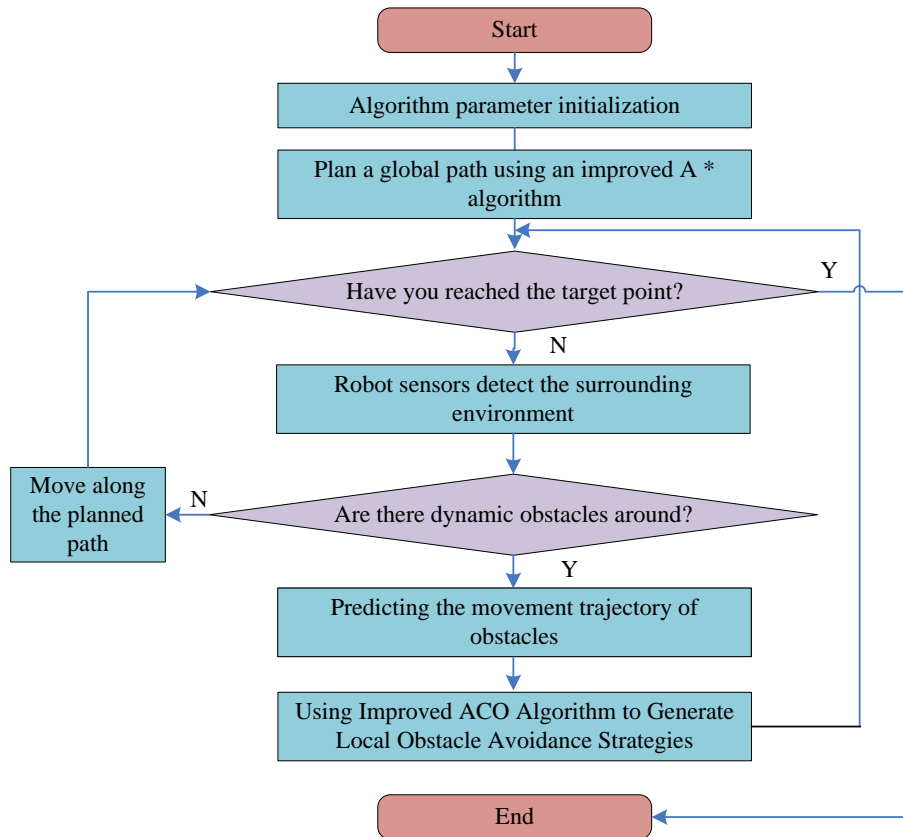 Start
Algorithm parameter initialization
Plan a global path using an improved A *
algorithm
Y
Have you reached the target point?
N
Robot sensors detect the surrounding
environment
Move along
the planned
path
N
Are there dynamic obstacles around?
Y
Predicting the movement trajectory of
obstacles
Using Improved ACO Algorithm to Generate
Local Obstacle Avoidance Strategies
End